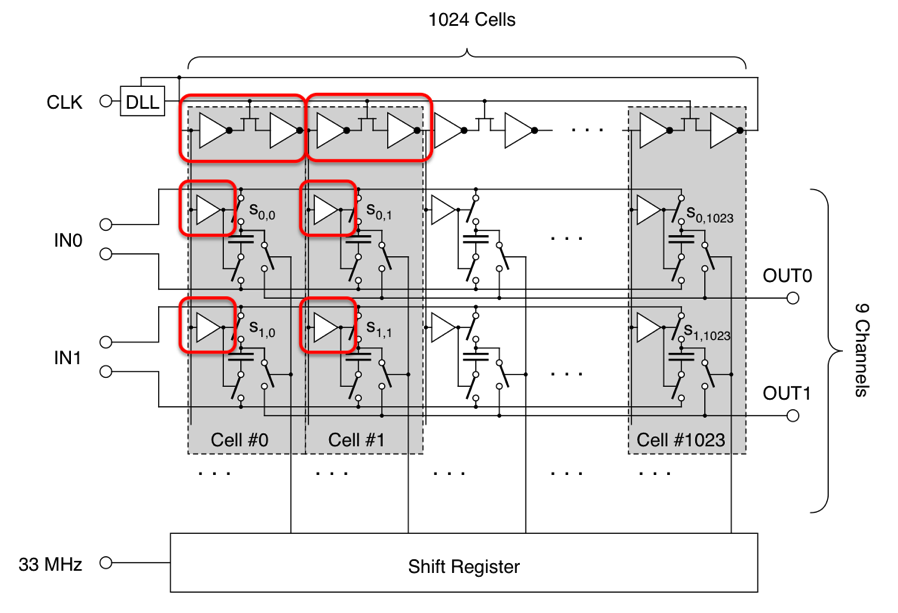 1024 Cells
CLK
DLL
. . .
IN0
S0,0
S0,1
S0,1023
. . .
OUT0
IN1
S1,0
S1,1
S1,1023
. . .
OUT1
9 Channels
Cell #0
Cell #1
Cell #1023
. . .
. . .
. . .
. . .
. . .
33 MHz
Shift Register